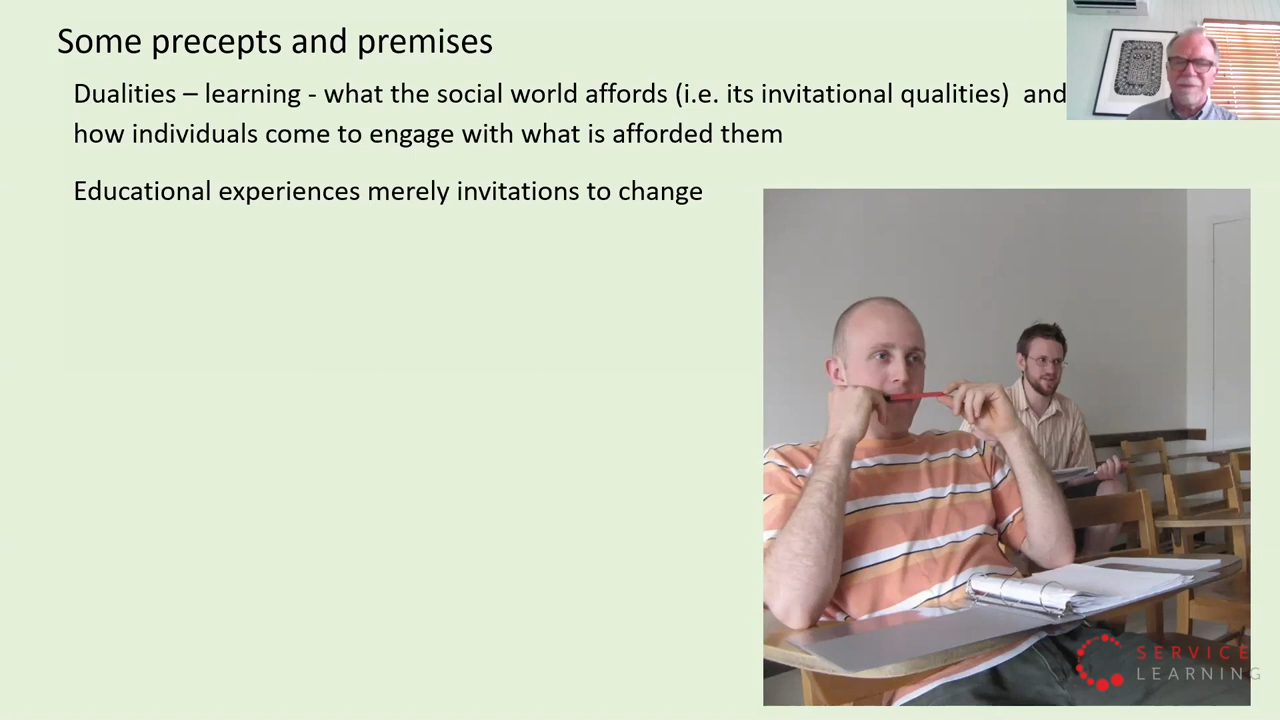 Some precepts and premises
Dualities – learning - what the social world affords (i.e. its invitational qualities)  and
how individuals come to engage with what is afforded them
Educational experiences merely invitations to change
SERVICE
LEARNING